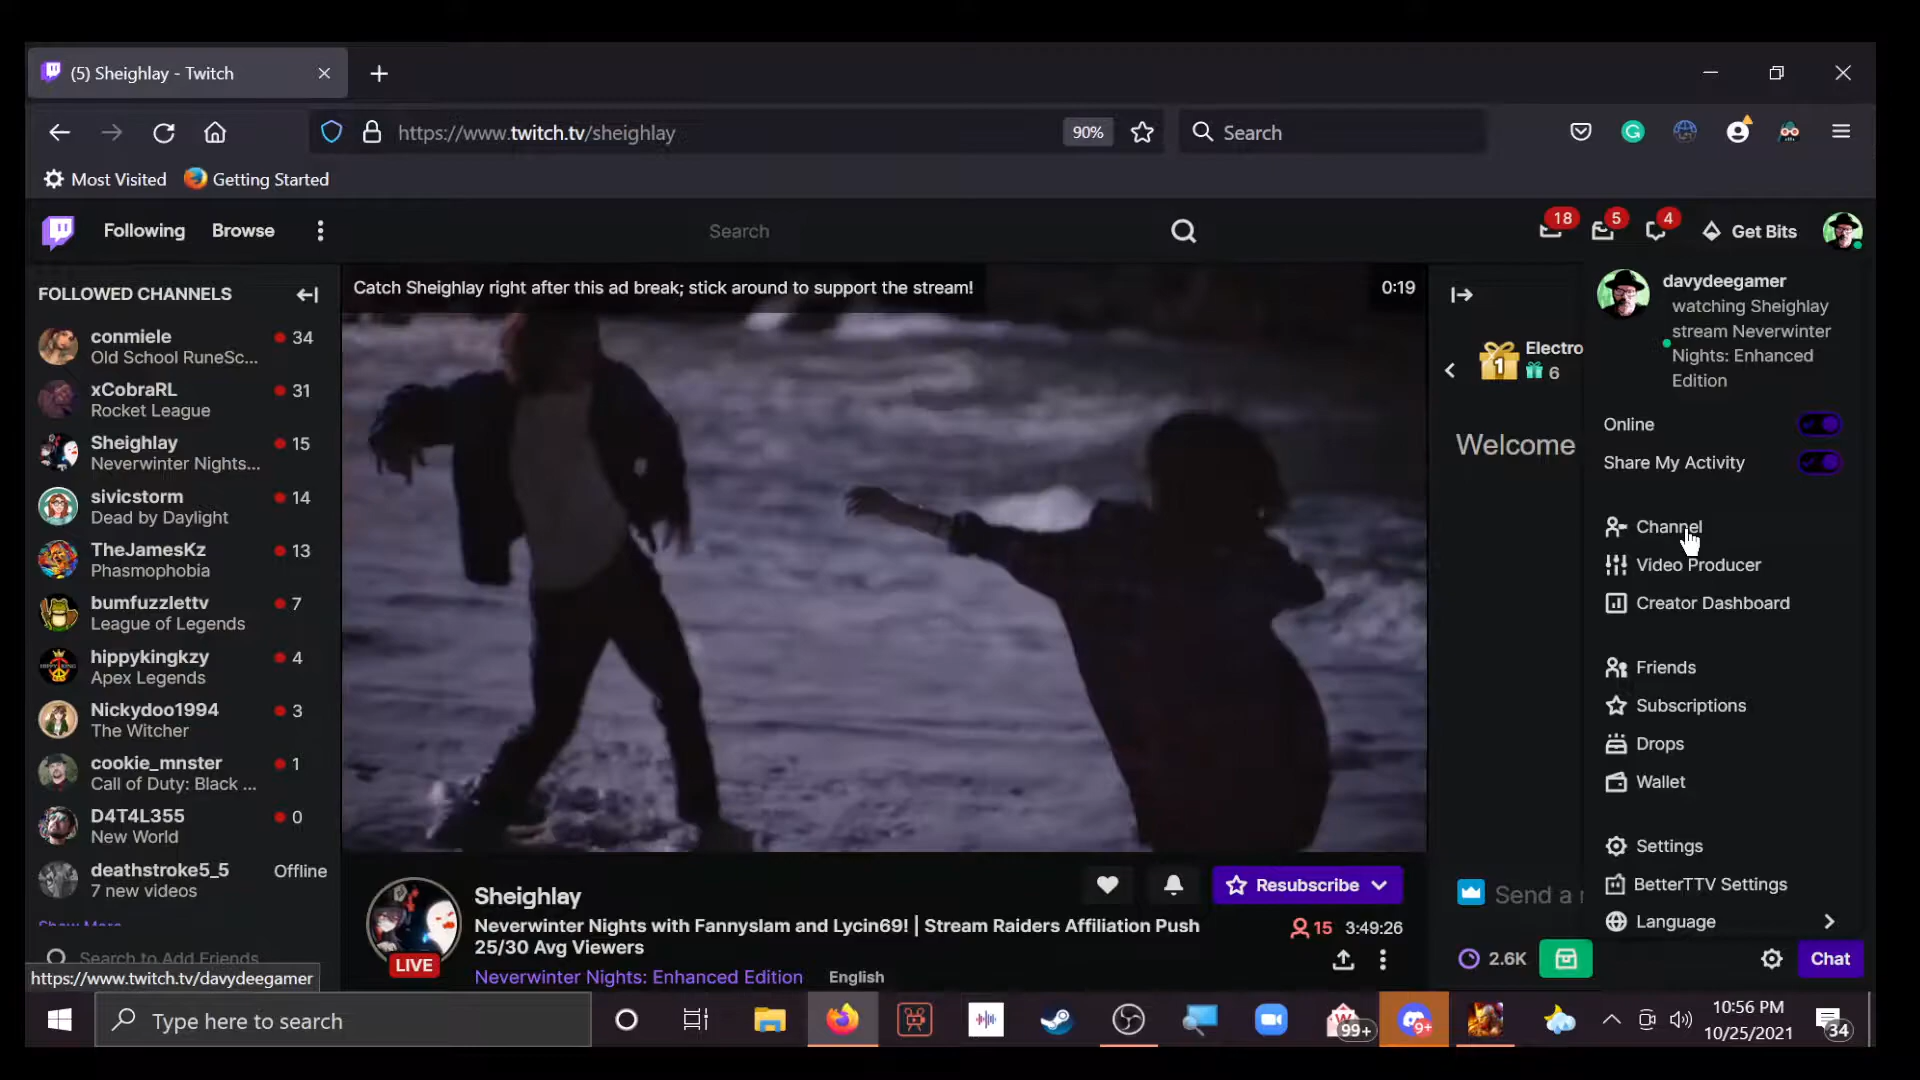 (5) Sheighlay - Twitch
https://www.twitch.tv/sheighlay
90%
Search
Most Visited
Getting Started
Following
Browse
Search
18
5
4
Get Bits
FOLLOWED CHANNELS
conmiele
34
Old School RuneSc...
xCobraRL
31
Rocket League
Sheighlay
15
Neverwinter Nights...
sivicstorm
14
Dead by Daylight
TheJamesKz
13
Phasmophobia
bumfuzzlettv
7
League of Legends
hippykingkzy
4
Apex Legends
Nickydoo1994
3
The Witcher
cookie_mnster
1
Call of Duty: Black ...
D4T4L355
0
New World
deathstroke5_5
Offline
7 new videos
Show More
Search to Add Friends
https://www.twitch.tv/davydeegamer
Catch Sheighlay right after this ad break; stick around to support the stream!
0:19
Sheighlay
LIVE
Neverwinter Nights with Fannyslam and Lycin69! | Stream Raiders Affiliation Push
25/30 Avg Viewers
Neverwinter Nights: Enhanced Edition
English
Resubscribe
15
3:49:26
1
Electro
6
Welcome
Send a
2.6K
Chat
davydeegamer
watching Sheighlay
stream Neverwinter
Nights: Enhanced
Edition
Online
Share My Activity
Channel
Video Producer
Creator Dashboard
Friends
Subscriptions
Drops
Wallet
Settings
BetterTTV Settings
Language
Type here to search
99+
9+
10:56 PM
10/25/2021
34